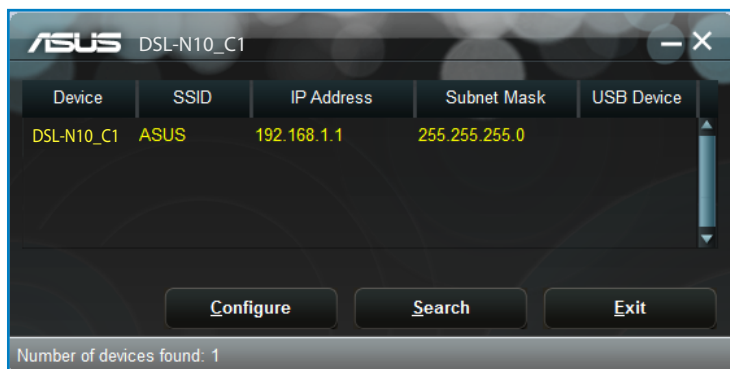 ASUS DSL-N10_C1
Device SSID IP Address Subnet Mask USB Device
DSL-N10_C1 ASUS 192.168.1.1 255.255.255.0
Configure Search Exit
Number of devices found: 1